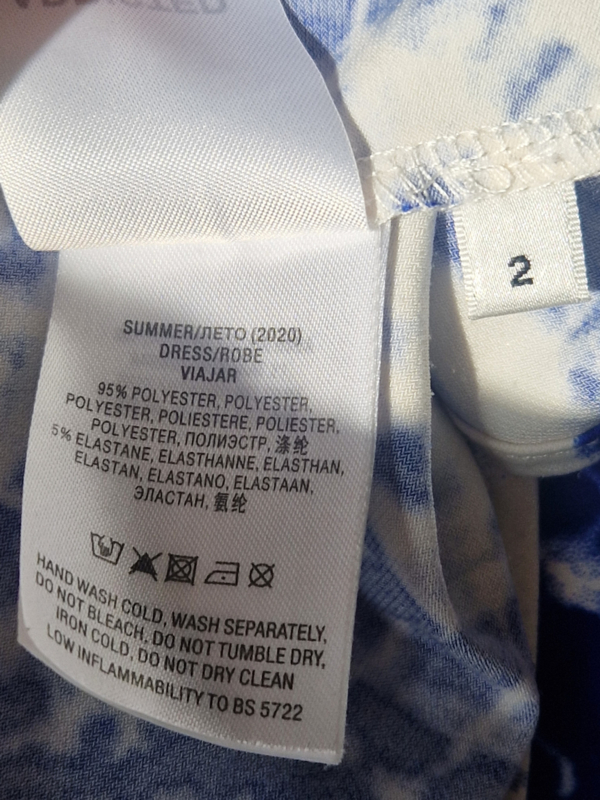 2
SUMMER/ЛЕТО (2020)
DRESS/ROBE
VIAJAR
95% POLYESTER, POLYESTER,
POLYESTER, POLIESTERE, POLIESTER,
POLYESTER, ПОЛИЭСТР, 涤纶
5% ELASTANE, ELASTHANNE, ELASTHAN,
ELASTAN, ELASTANO, ELASTAAN,
ЭЛАСТАН, 氨纶
HAND WASH COLD, WASH SEPARATELY,
DO NOT BLEACH, DO NOT TUMBLE DRY,
IRON COLD, DO NOT DRY CLEAN
LOW INFLAMMABILITY TO BS 5722